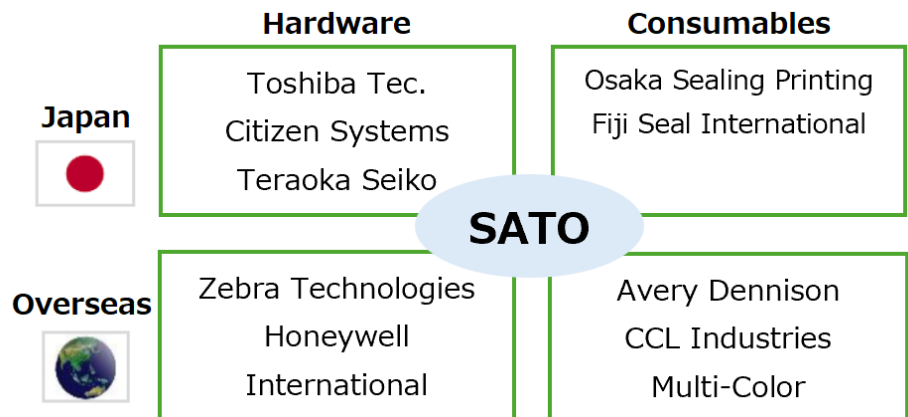 Hardware
Consumables
Japan
Toshiba Tec.
Citizen Systems
Teraoka Seiko
Osaka Sealing Printing
Fiji Seal International
SATO
Overseas
Zebra Technologies
Honeywell
International
Avery Dennison
CCL Industries
Multi-Color